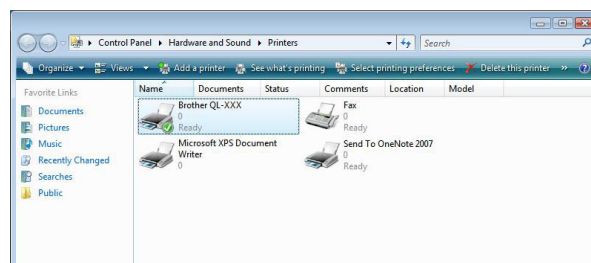 Control Panel ▸ Hardware and Sound ▸ Printers
Search
Organize Views Add a printer See what's printing Select printing preferences Delete this printer »
Favorite Links
Documents
Pictures
Music
Recently Changed
Searches
Public
Name Documents Status Comments Location Model
Brother QL-XXX
0
Ready
Fax
0
Ready
Microsoft XPS Document
Writer
0
Send To OneNote 2007
0
Ready